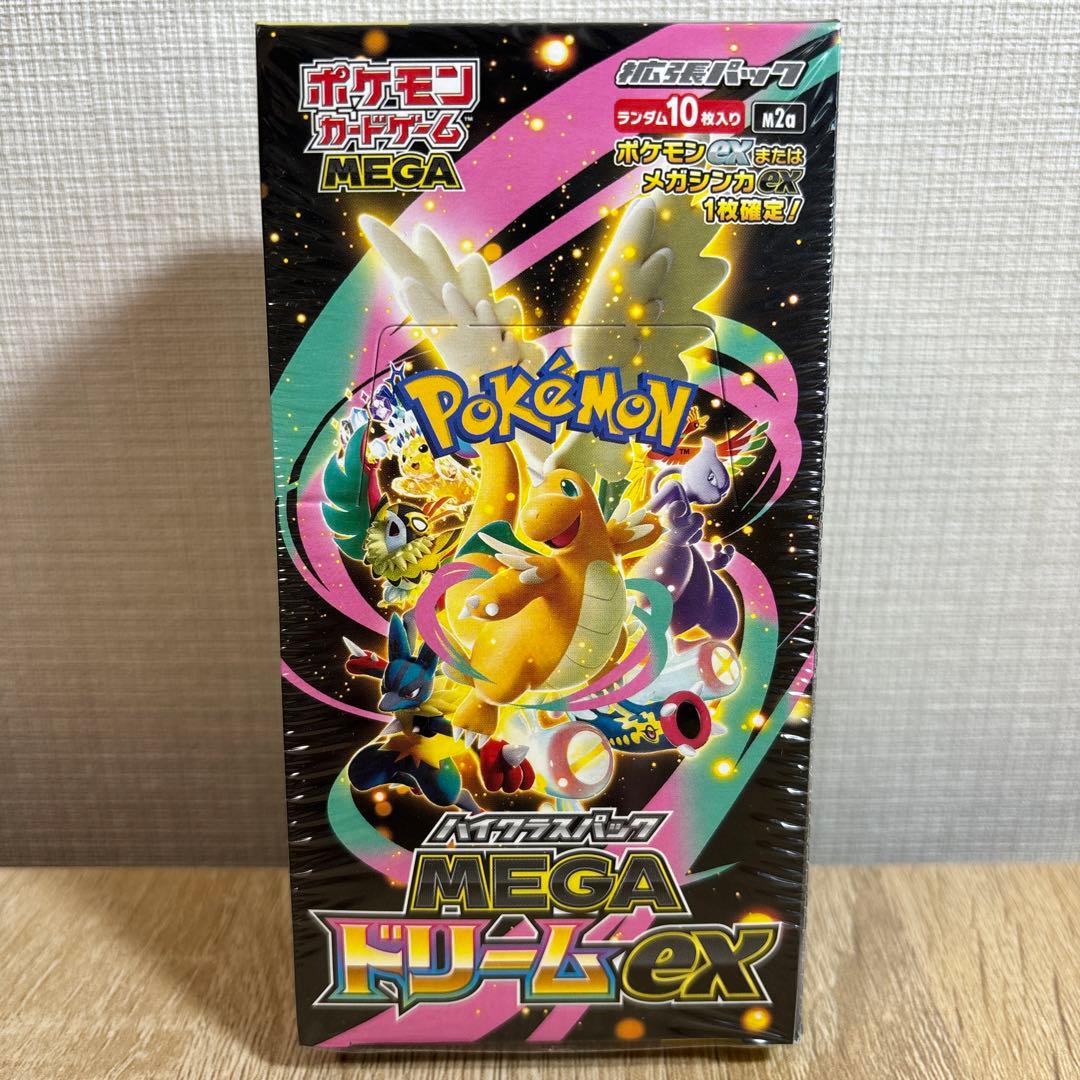 ポケモン
カードゲーム™
MEGA
拡張パック
ランダム10枚入り M2a
ポケモンexまたは
メガシンカex
1枚確定!
POKéMON™
ハイクラスパック
MEGA
ドリームex